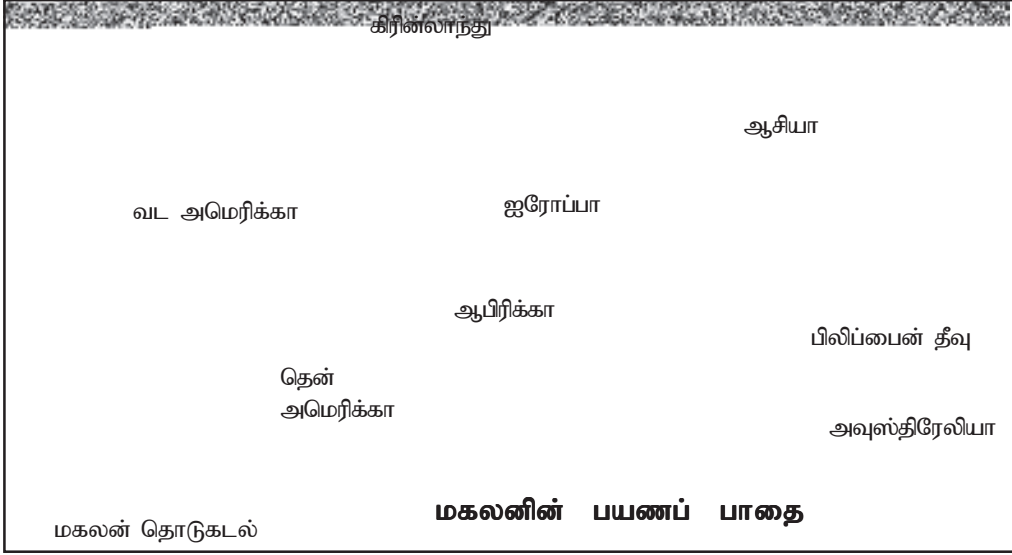 கிரீன்லாந்து
ஆசியா
வட அமெரிக்கா
ஐரோப்பா
ஆபிரிக்கா
பிலிப்பைன் தீவு
தென்
அமெரிக்கா
அவுஸ்திரேலியா
மகலனின் பயணப் பாதை
மகலன் தொடுகடல்